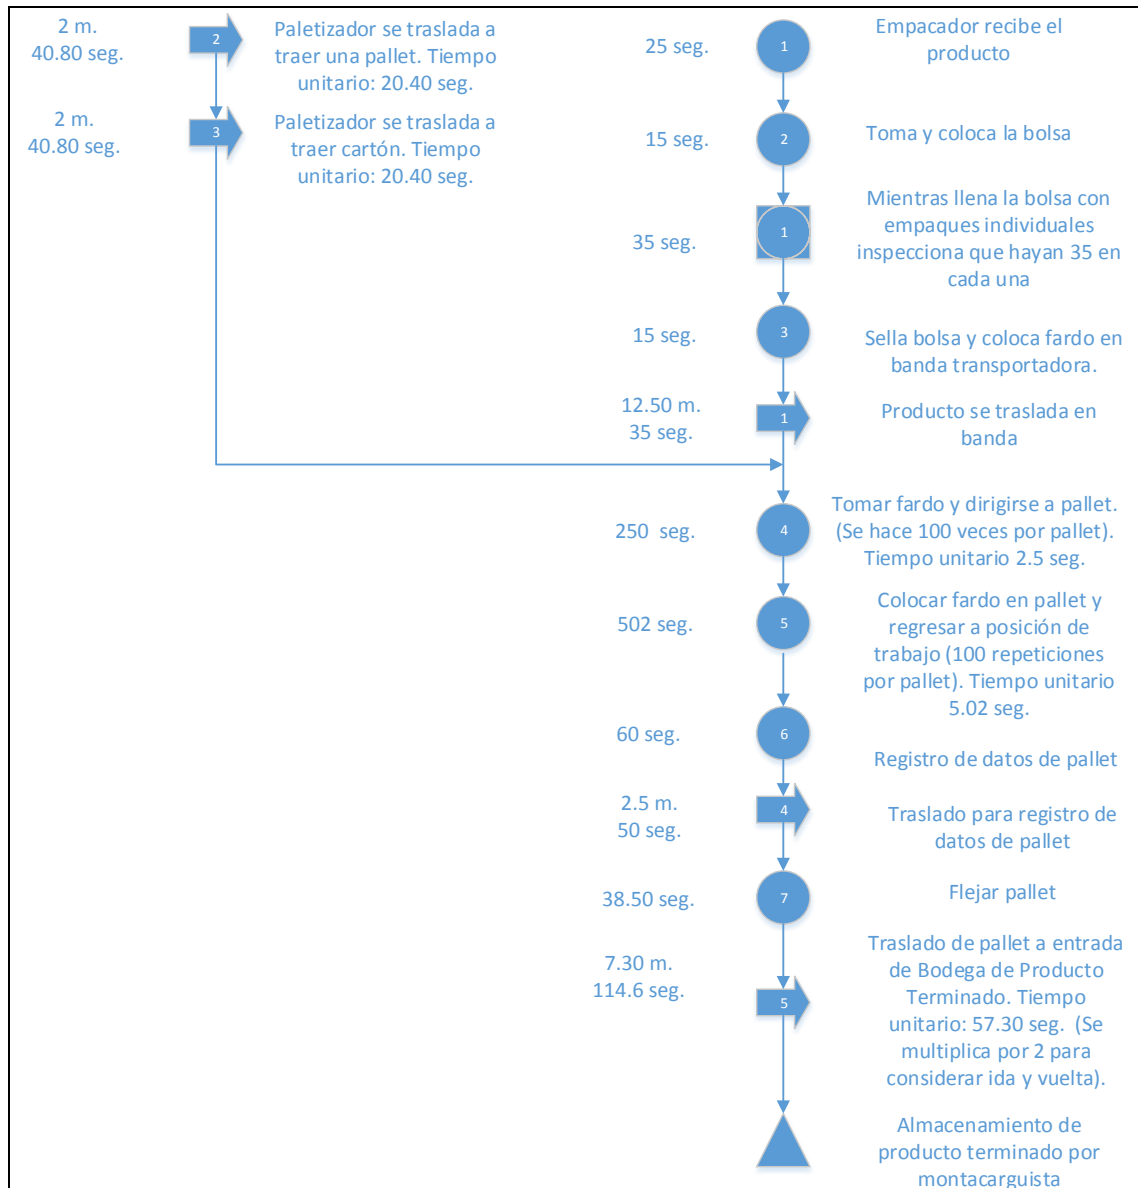 2 m.
40.80 seg.
2
Paletizador se traslada a
traer una pallet. Tiempo
unitario: 20.40 seg.
2 m.
40.80 seg.
3
Paletizador se traslada a
traer cartón. Tiempo
unitario: 20.40 seg.
25 seg.
1
Empacador recibe el
producto
15 seg.
2
Toma y coloca la bolsa
35 seg.
1
Mientras llena la bolsa con
empaques individuales
inspecciona que hayan 35 en
cada una
15 seg.
3
Sella bolsa y coloca fardo en
banda transportadora.
12.50 m.
35 seg.
1
Producto se traslada en
banda
250 seg.
4
Tomar fardo y dirigirse a pallet.
(Se hace 100 veces por pallet).
Tiempo unitario 2.5 seg.
502 seg.
5
Colocar fardo en pallet y
regresar a posición de
trabajo (100 repeticiones
por pallet). Tiempo unitario
5.02 seg.
60 seg.
6
Registro de datos de pallet
2.5 m.
50 seg.
4
Traslado para registro de
datos de pallet
38.50 seg.
7
Flejar pallet
7.30 m.
114.6 seg.
5
Traslado de pallet a entrada
de Bodega de Producto
Terminado. Tiempo
unitario: 57.30 seg. (Se
multiplica por 2 para
considerar ida y vuelta).
Almacenamiento de
producto terminado por
montacarguista